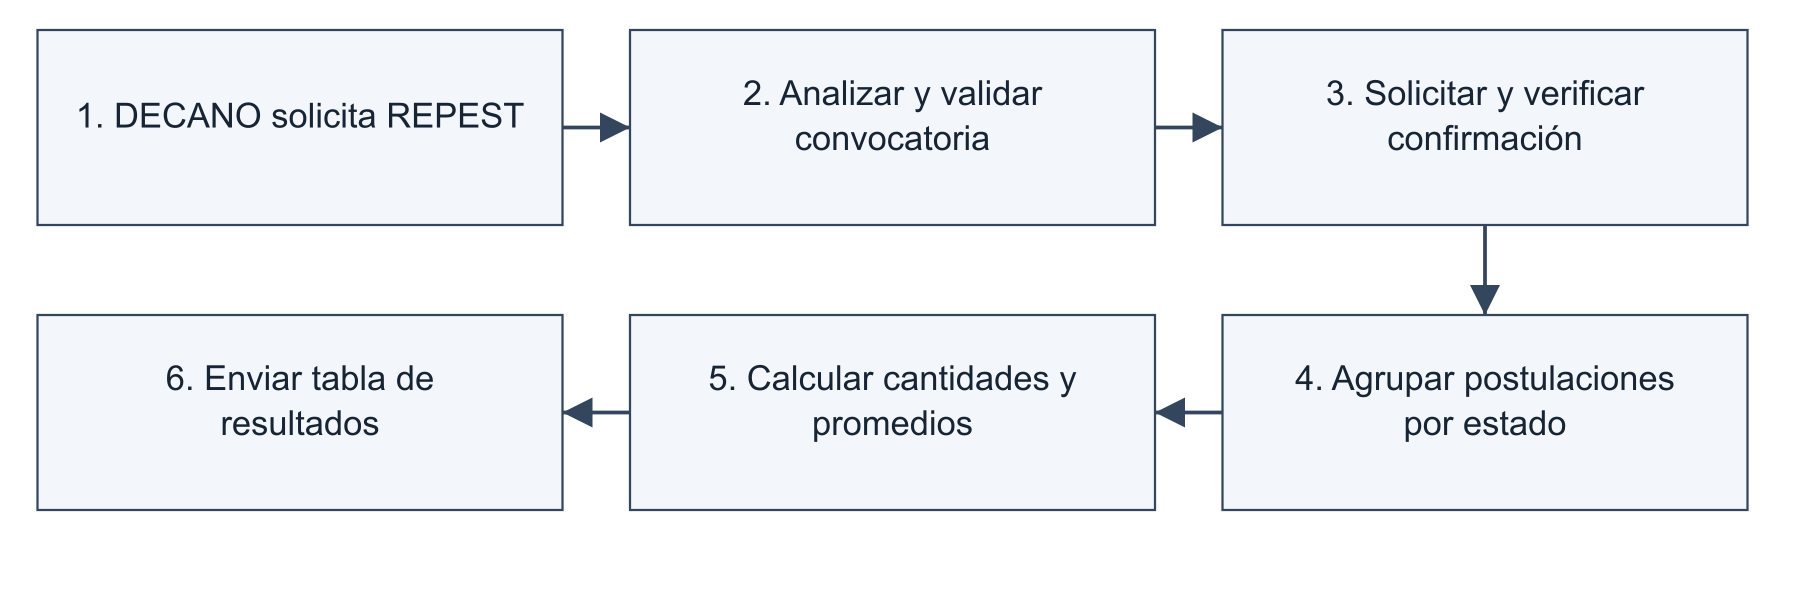 1. DECANO solicita REPEST
2. Analizar y validar
convocatoria
3. Solicitar y verificar
confirmación
4. Agrupar postulaciones
por estado
5. Calcular cantidades y
promedios
6. Enviar tabla de
resultados